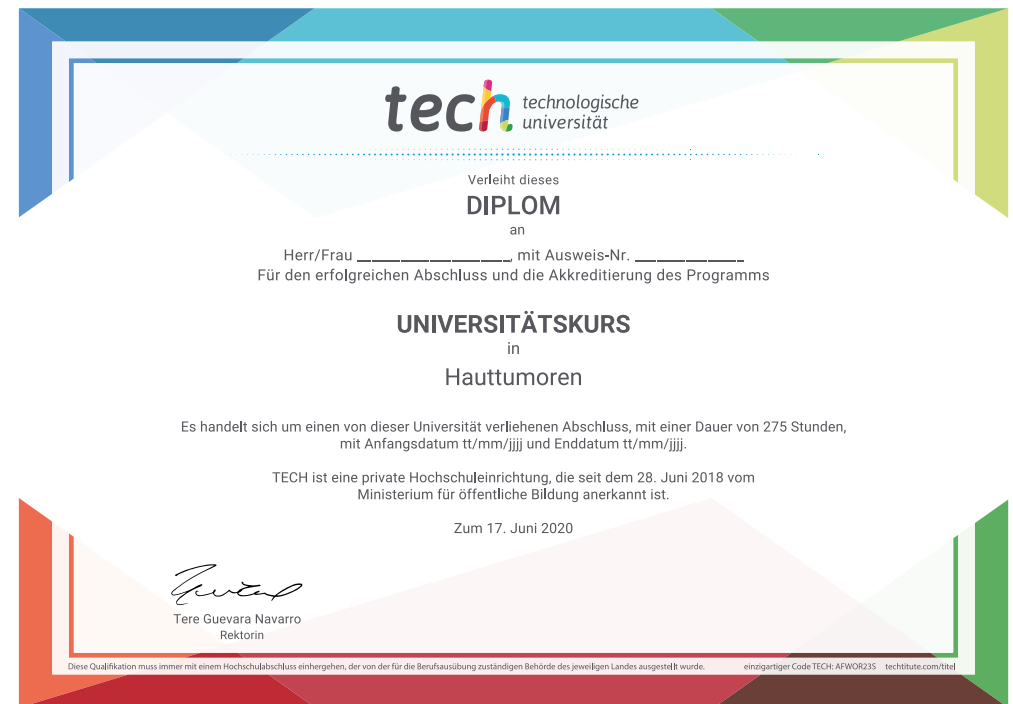 tech technologische
universität
Verleiht dieses
DIPLOM
an
Herr/Frau ____________________, mit Ausweis-Nr. ______________
Für den erfolgreichen Abschluss und die Akkreditierung des Programms
UNIVERSITÄTSKURS
in
Hauttumoren
Es handelt sich um einen von dieser Universität verliehenen Abschluss, mit einer Dauer von 275 Stunden,
mit Anfangsdatum tt/mm/jjjj und Enddatum tt/mm/jjjj.
TECH ist eine private Hochschuleinrichtung, die seit dem 28. Juni 2018 vom
Ministerium für öffentliche Bildung anerkannt ist.
Zum 17. Juni 2020
Tere Guevara Navarro
Rektorin
Diese Qualifikation muss immer mit einem Hochschulabschluss einhergehen, der von der für die Berufsausübung zuständigen Behörde des jeweiligen Landes ausgestellt wurde. einzigartiger Code TECH: AFWOR23S techtitute.com/titel